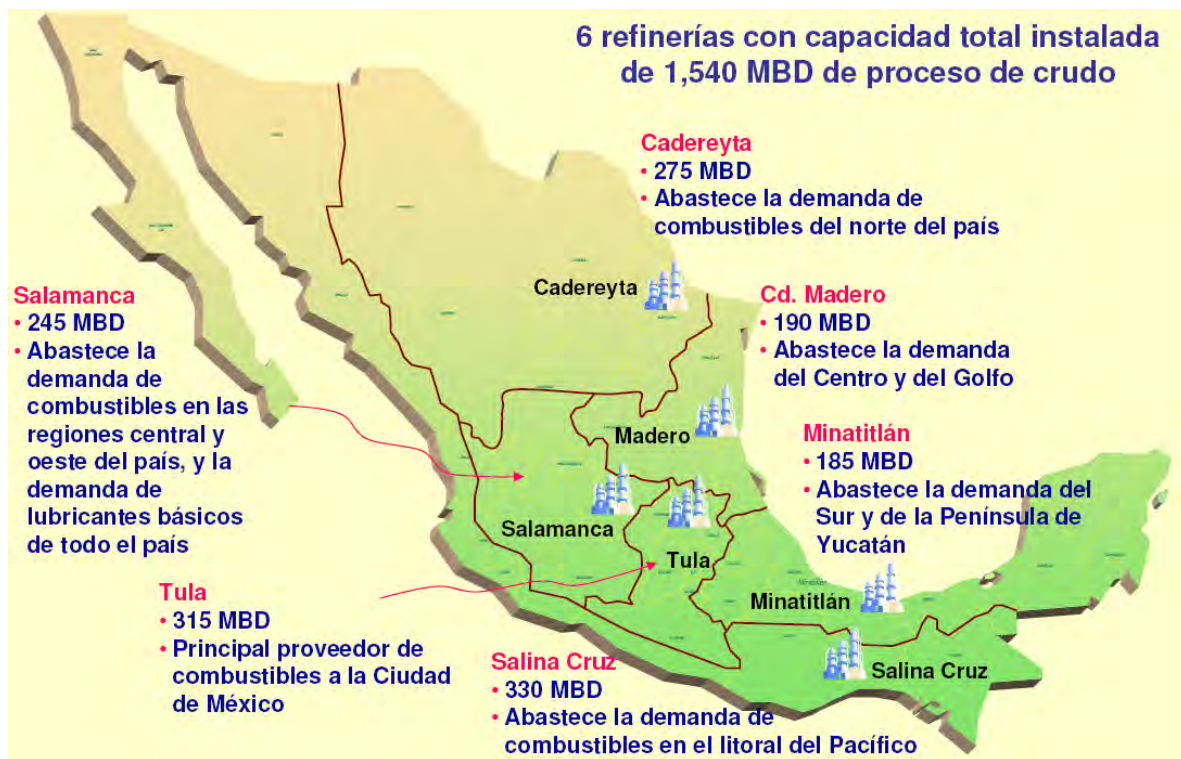 6 refinerías con capacidad total instalada
de 1,540 MBD de proceso de crudo
Cadereyta
• 275 MBD
• Abastece la demanda de
combustibles del norte del país
Cadereyta
Salamanca
• 245 MBD
• Abastece la
demanda de
combustibles en las
regiones central y
oeste del país, y la
demanda de
lubricantes básicos
de todo el país
Cd. Madero
• 190 MBD
• Abastece la demanda
del Centro y del Golfo
Madero
Minatitlán
• 185 MBD
• Abastece la demanda del
Sur y de la Península de
Yucatán
Salamanca
Tula
Minatitlán
Salina Cruz
Tula
• 315 MBD
• Principal proveedor de
combustibles a la Ciudad
de México
Salina Cruz
• 330 MBD
• Abastece la demanda de
combustibles en el litoral del Pacífico